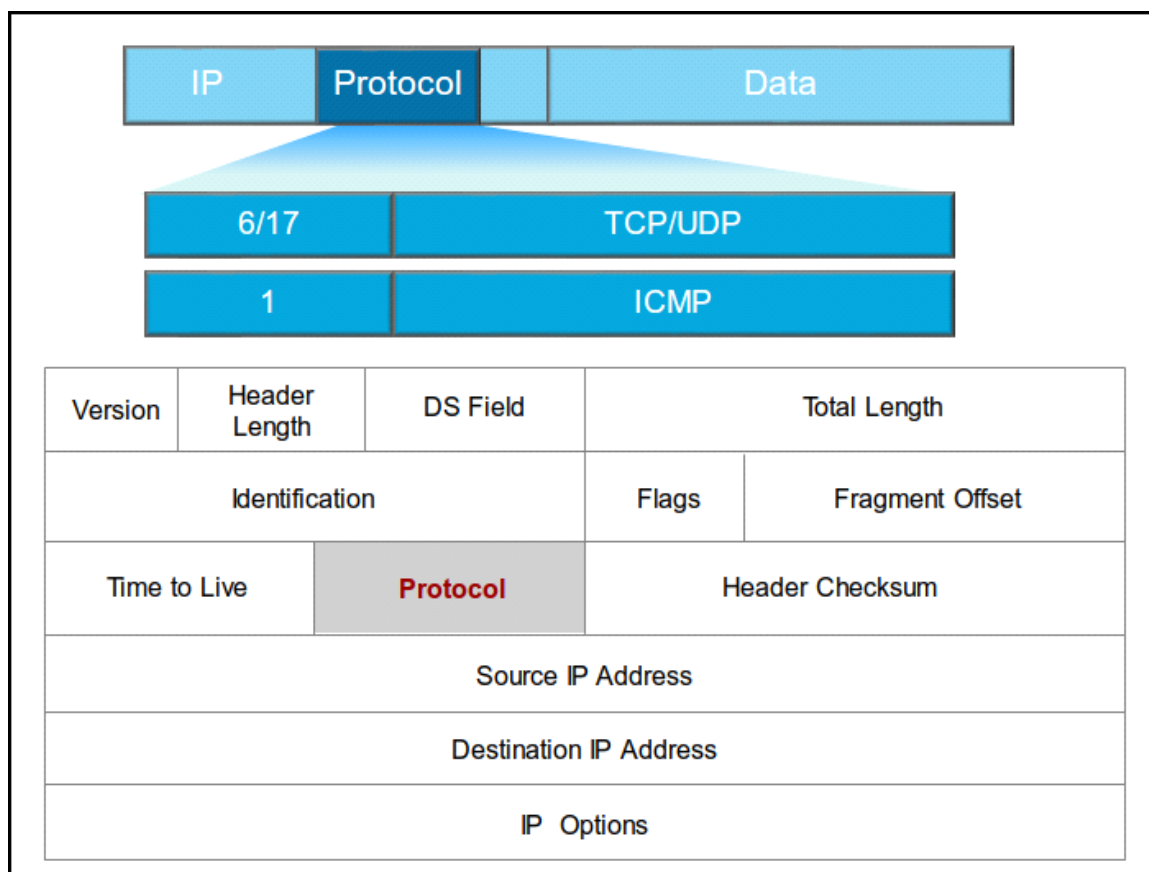 IP Protocol Data
6/17 TCP/UDP
1 ICMP
Version Header Length DS Field Total Length
Identification Flags Fragment Offset
Time to Live Protocol Header Checksum
Source IP Address
Destination IP Address
IP Options